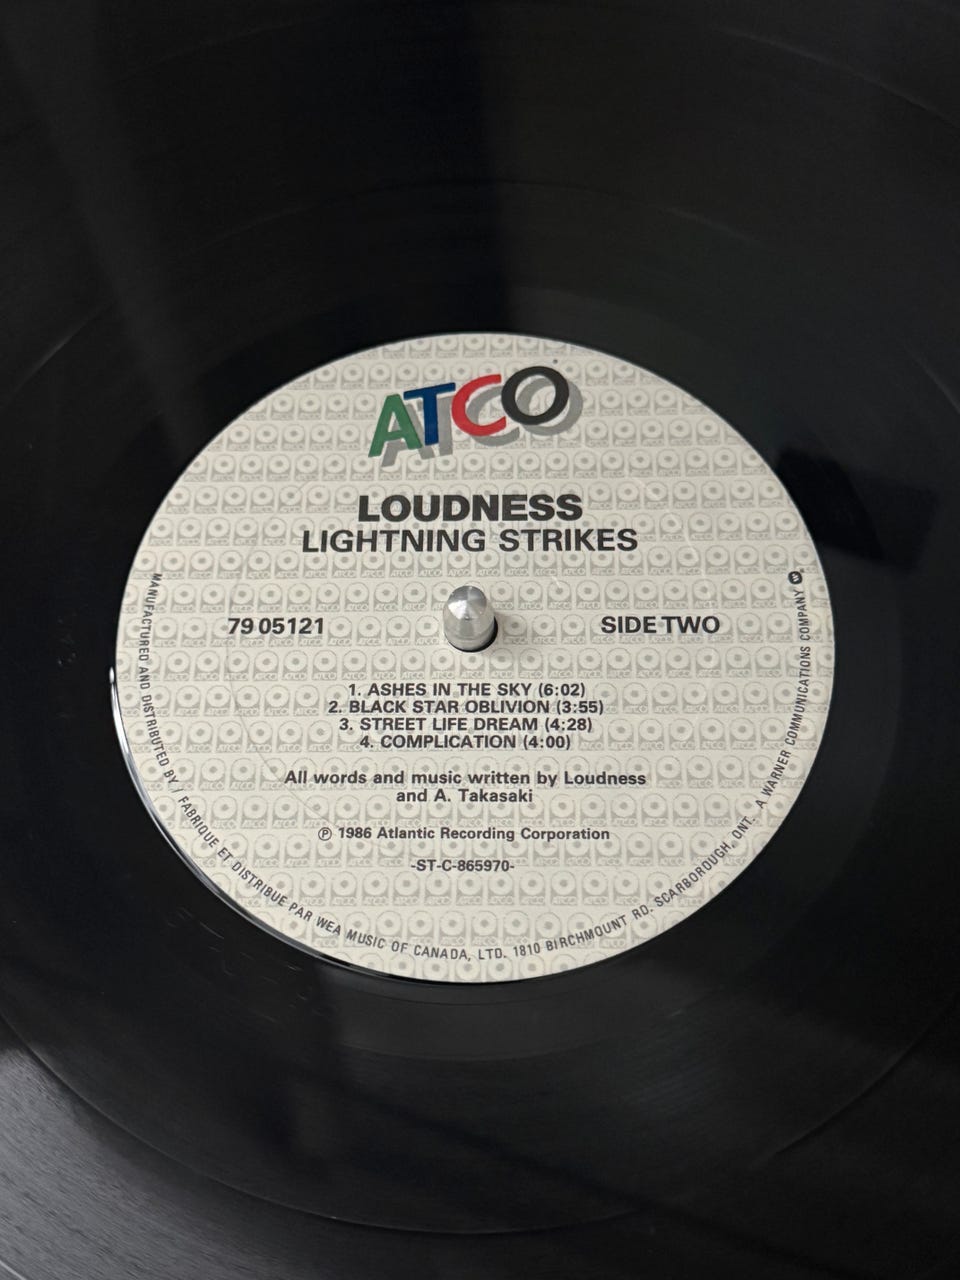 ATCO
LOUDNESS
LIGHTNING STRIKES
79 05121
SIDE TWO
1. ASHES IN THE SKY (6:02)
2. BLACK STAR OBLIVION (3:55)
3. STREET LIFE DREAM (4:28)
4. COMPLICATION (4:00)
All words and music written by Loudness
and A. Takasaki
℗ 1986 Atlantic Recording Corporation
-ST-C-865970-
MANUFACTURED AND DISTRIBUTED BY / FABRIQUE ET DISTRIBUE PAR WEA MUSIC OF CANADA, LTD. 1810 BIRCHMOUNT RD. SCARBOROUGH, ONT. A WARNER COMMUNICATIONS COMPANY